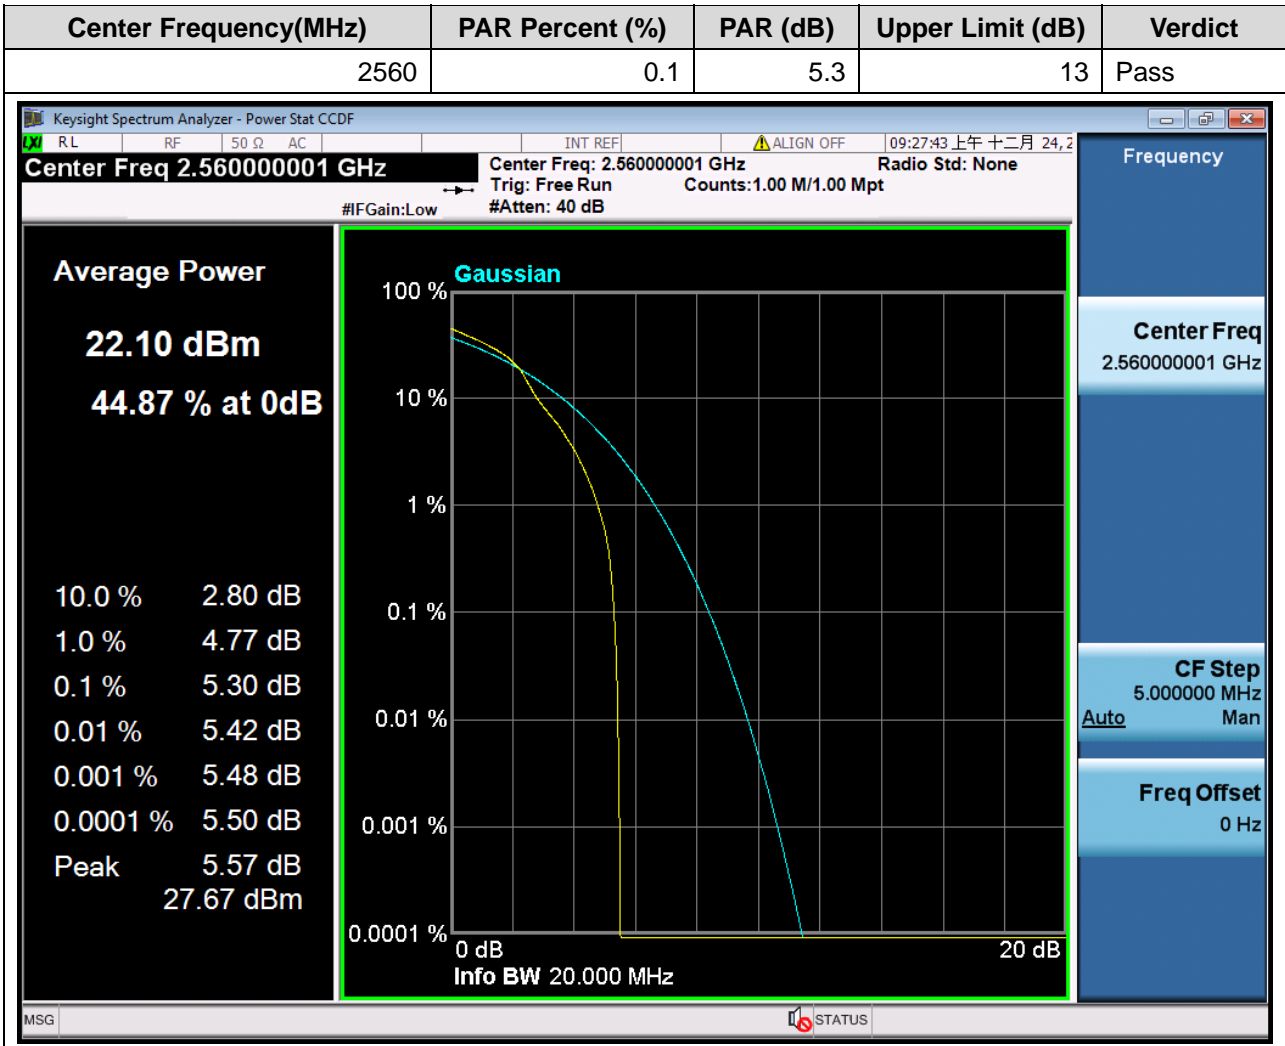 Center Frequency(MHz) PAR Percent (%) PAR (dB) Upper Limit (dB) Verdict
2560 0.1 5.3 13 Pass
Keysight Spectrum Analyzer - Power Stat CCDF
LXI RL RF 50 Ω AC INT REF ALIGN OFF 09:27:43 上午 十二月 24, 2
Center Freq 2.560000001 GHz
Center Freq: 2.560000001 GHz Radio Std: None
Trig: Free Run Counts:1.00 M/1.00 Mpt
#IFGain:Low #Atten: 40 dB
Average Power
22.10 dBm
44.87 % at 0dB
10.0 % 2.80 dB
1.0 % 4.77 dB
0.1 % 5.30 dB
0.01 % 5.42 dB
0.001 % 5.48 dB
0.0001 % 5.50 dB
Peak 5.57 dB
27.67 dBm
Gaussian
100 %
10 %
1 %
0.1 %
0.01 %
0.001 %
0.0001 %
0 dB 20 dB
Info BW 20.000 MHz
Frequency
Center Freq
2.560000001 GHz
CF Step
5.000000 MHz
Auto Man
Freq Offset
0 Hz
MSG STATUS